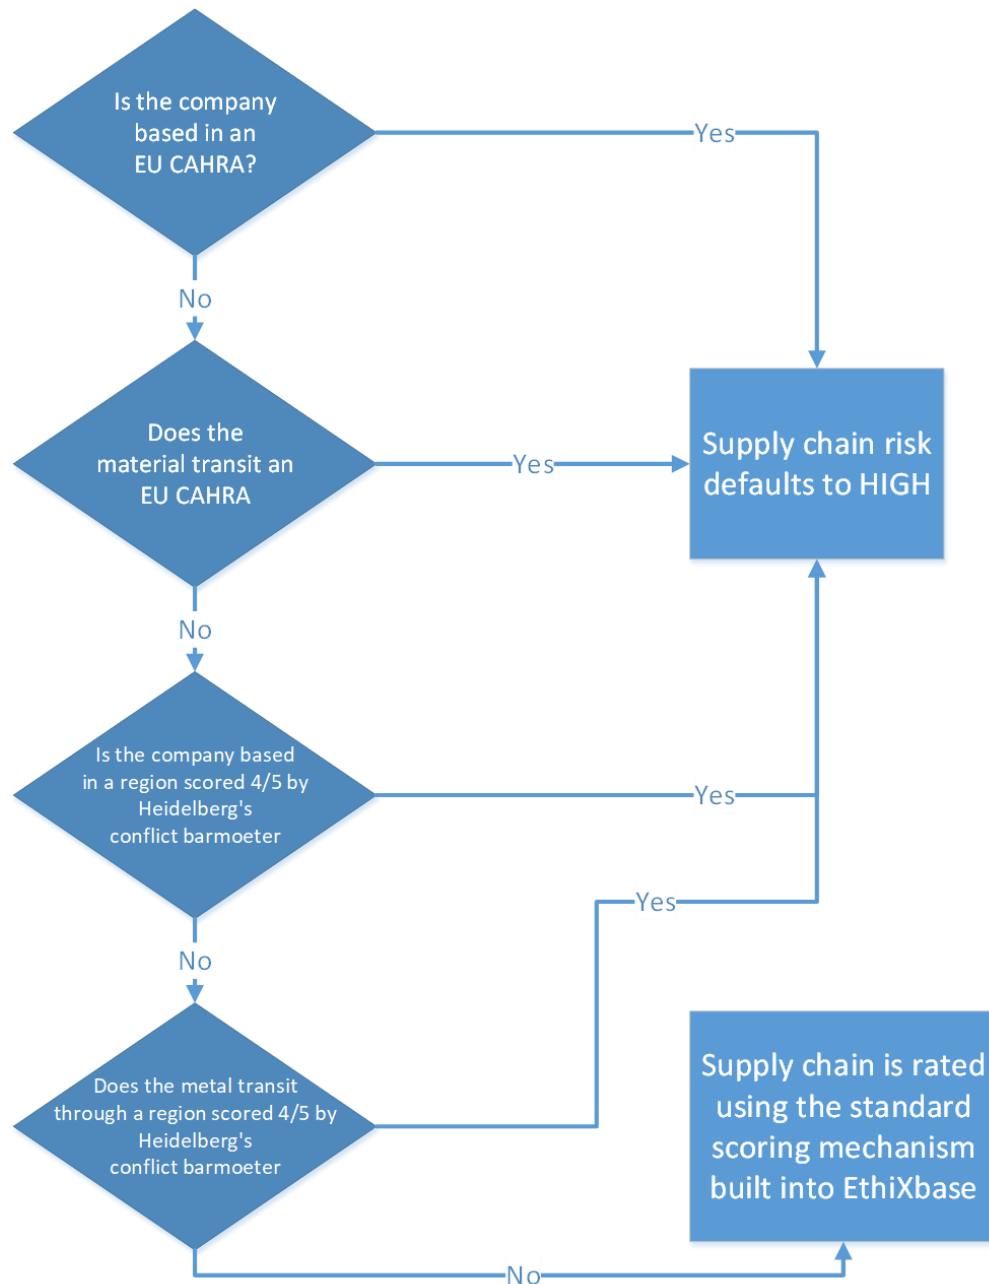 Is the company
based in an
EU CAHRA?
Yes
No
Does the
material transit an
EU CAHRA
Yes
Supply chain risk
defaults to HIGH
No
Is the company based
in a region scored 4/5 by
Heidelberg's
conflict barmoeter
Yes
Yes
No
Does the metal transit
through a region scored 4/5 by
Heidelberg's
conflict barmoeter
Supply chain is rated
using the standard
scoring mechanism
built into EthiXbase
No